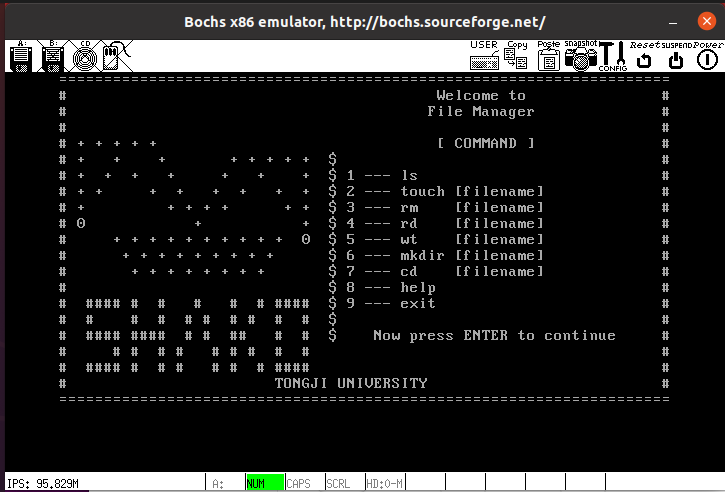 Bochs x86 emulator, http://bochs.sourceforge.net/
A: B: CD USER Copy Paste snapshot CONFIG Reset SUSPEND Power
Welcome to
File Manager
[ COMMAND ]
$
$ 1 --- ls
$ 2 --- touch [filename]
$ 3 --- rm [filename]
$ 4 --- rd [filename]
$ 5 --- wt [filename]
$ 6 --- mkdir [filename]
$ 7 --- cd [filename]
$ 8 --- help
$ 9 --- exit
$
$ Now press ENTER to continue
TONGJI UNIVERSITY
IPS: 95.829M A: NUM CAPS SCRL HD:0-M